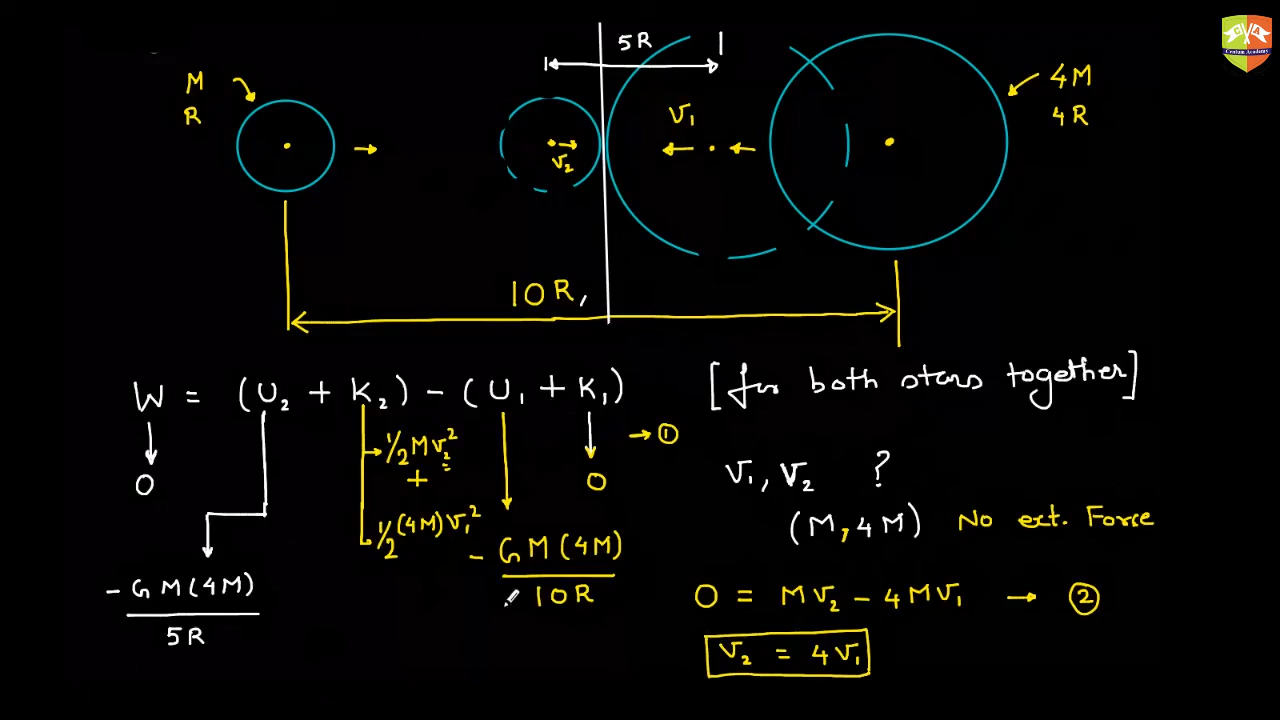 5R
M
R
4M
4R
V₁
V₂
10R,
W = (U₂ + K₂) - (U₁ + K₁)
[for both stars together]
→ ①
0
½MV₂²
+
½(4M)V₁²
0
V₁, V₂ ?
(M, 4M) No ext. Force
- GM(4M)
10R
- GM(4M)
5R
0 = MV₂ - 4MV₁ → ②
V₂ = 4V₁
Centum Academy